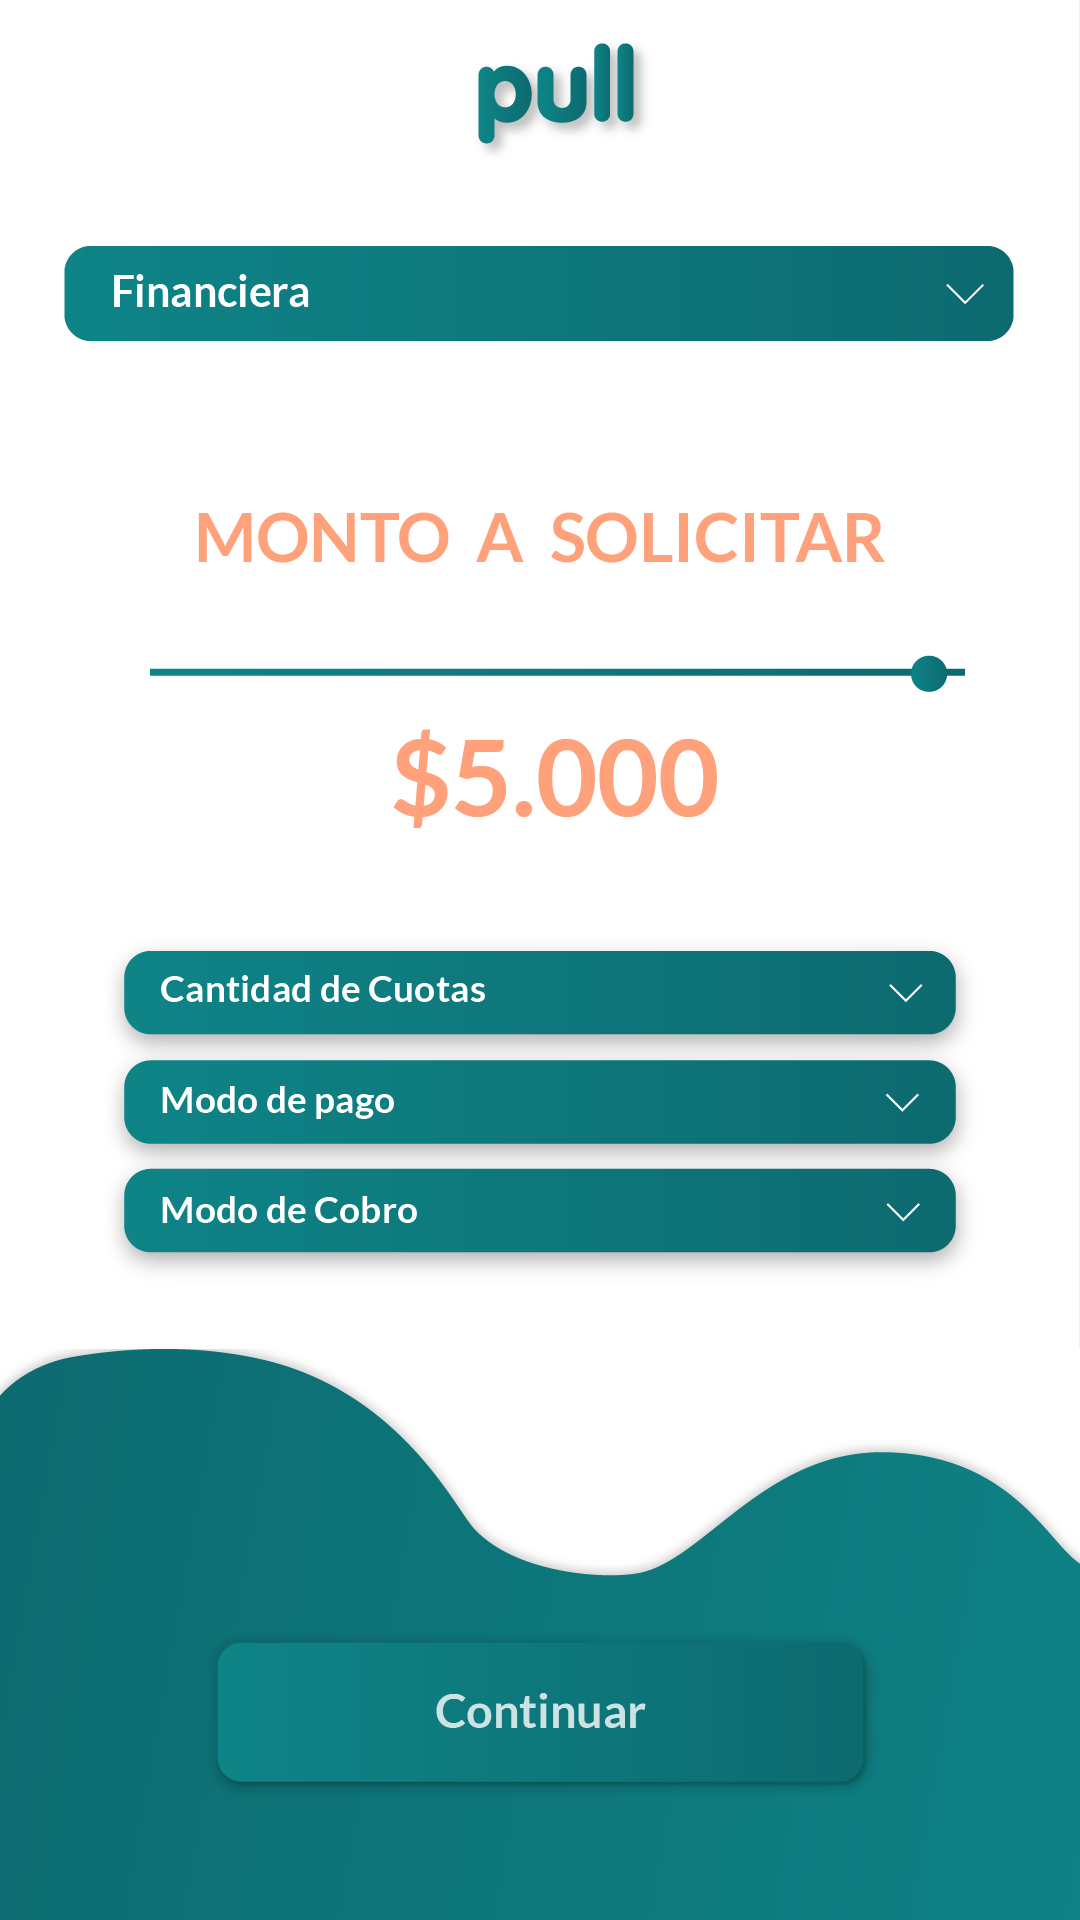 pull
Financiera
MONTO A SOLICITAR
$5.000
Cantidad de Cuotas
Modo de pago
Modo de Cobro
Continuar